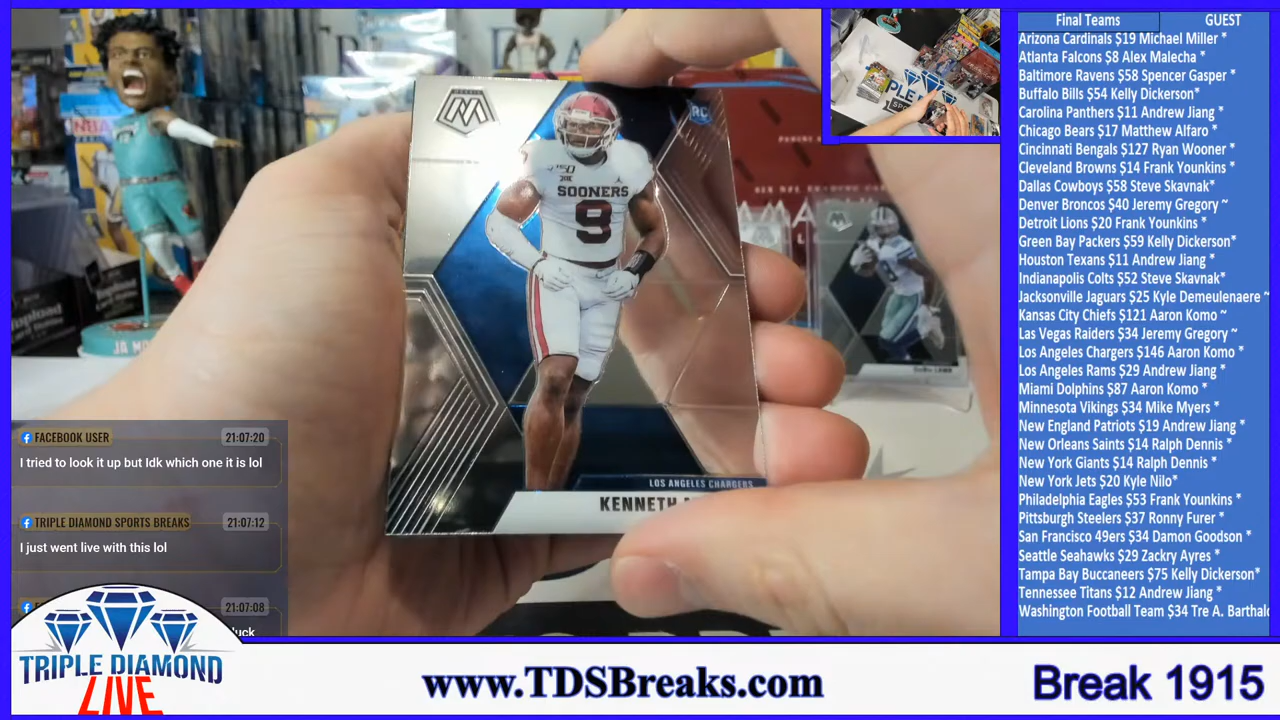 SOONERS
9
RC
LOS ANGELES CHARGERS
KENNETH
FACEBOOK USER 21:07:20
I tried to look it up but Idk which one it is lol
TRIPLE DIAMOND SPORTS BREAKS 21:07:12
I just went live with this lol
21:07:08
luck
TRIPLE DIAMOND
LIVE
www.TDSBreaks.com
Break 1915
Final Teams GUEST
Arizona Cardinals $19 Michael Miller *
Atlanta Falcons $8 Alex Malecha *
Baltimore Ravens $58 Spencer Gasper *
Buffalo Bills $54 Kelly Dickerson*
Carolina Panthers $11 Andrew Jiang *
Chicago Bears $17 Matthew Alfaro *
Cincinnati Bengals $127 Ryan Wooner *
Cleveland Browns $14 Frank Younkins *
Dallas Cowboys $58 Steve Skavnak*
Denver Broncos $40 Jeremy Gregory ~
Detroit Lions $20 Frank Younkins *
Green Bay Packers $59 Kelly Dickerson*
Houston Texans $11 Andrew Jiang *
Indianapolis Colts $52 Steve Skavnak*
Jacksonville Jaguars $25 Kyle Demeulenaere ~
Kansas City Chiefs $121 Aaron Komo ~
Las Vegas Raiders $34 Jeremy Gregory ~
Los Angeles Chargers $146 Aaron Komo *
Los Angeles Rams $29 Andrew Jiang *
Miami Dolphins $87 Aaron Komo *
Minnesota Vikings $34 Mike Myers *
New England Patriots $19 Andrew Jiang *
New Orleans Saints $14 Ralph Dennis *
New York Giants $14 Ralph Dennis *
New York Jets $20 Kyle Nilo*
Philadelphia Eagles $53 Frank Younkins *
Pittsburgh Steelers $37 Ronny Furer *
San Francisco 49ers $34 Damon Goodson *
Seattle Seahawks $29 Zackry Ayres *
Tampa Bay Buccaneers $75 Kelly Dickerson*
Tennessee Titans $12 Andrew Jiang *
Washington Football Team $34 Tre A. Barthalo